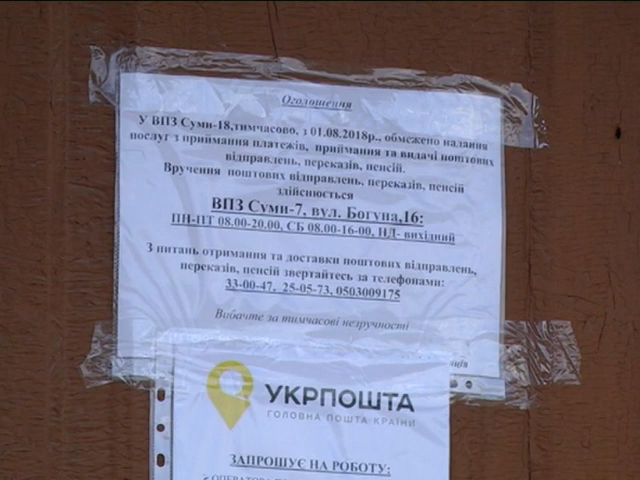 Оголошення
У ВПЗ Суми-18,тимчасово, з 01.08.2018р., обмежено надання
послуг з приймання платежів, приймання та видачі поштових
відправлень, переказів, пенсій.
Вручення поштових відправлень, переказів, пенсій
здійснюється
ВПЗ Суми-7, вул. Богуна,16:
ПН-ПТ 08.00-20.00, СБ 08.00-16-00, НД- вихідний
З питань отримання та доставки поштових відправлень,
переказів, пенсій звертайтесь за телефонами:
33-00-47, 25-05-73, 0503009175
Вибачте за тимчасові незручності
УКРПОШТА
ГОЛОВНА ПОШТА КРАЇНИ
ЗАПРОШУЄ НА РОБОТУ: